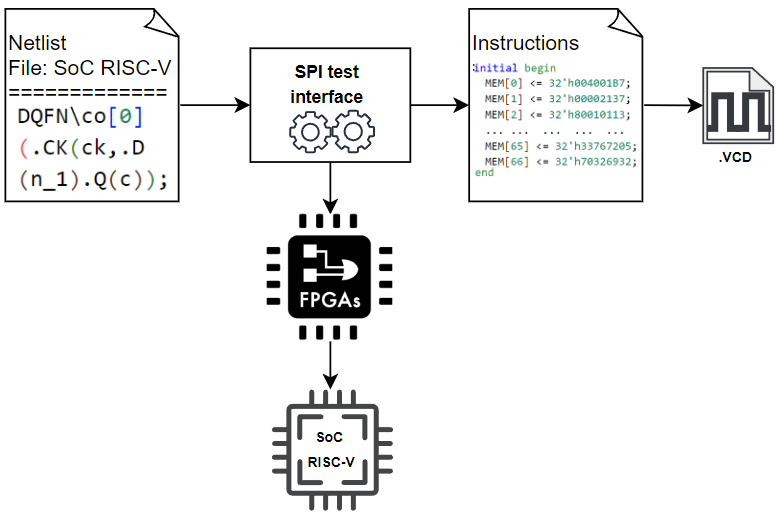 Netlist
File: SoC RISC-V
=============
DQFN\co[0]
(.CK(ck,.D
(n_1).Q(c));
SPI test
interface
Instructions
initial begin
MEM[0] <= 32'h004001B7;
MEM[1] <= 32'h00002137;
MEM[2] <= 32'h80010113;
... ... ... ... ...
MEM[65] <= 32'h33767205;
MEM[66] <= 32'h70326932;
end
.VCD
FPGAs
SoC
RISC-V